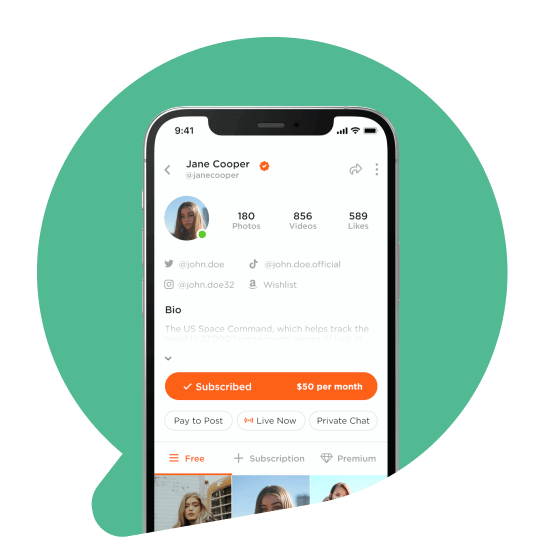 9:41
Jane Cooper
@janecooper
180 856 589
Photos Videos Likes
@john.doe @john.doe.official
@john.doe32 Wishlist
Bio
The US Space Command, which helps track the
Subscribed $50 per month
Pay to Post Live Now Private Chat
Free Subscription Premium